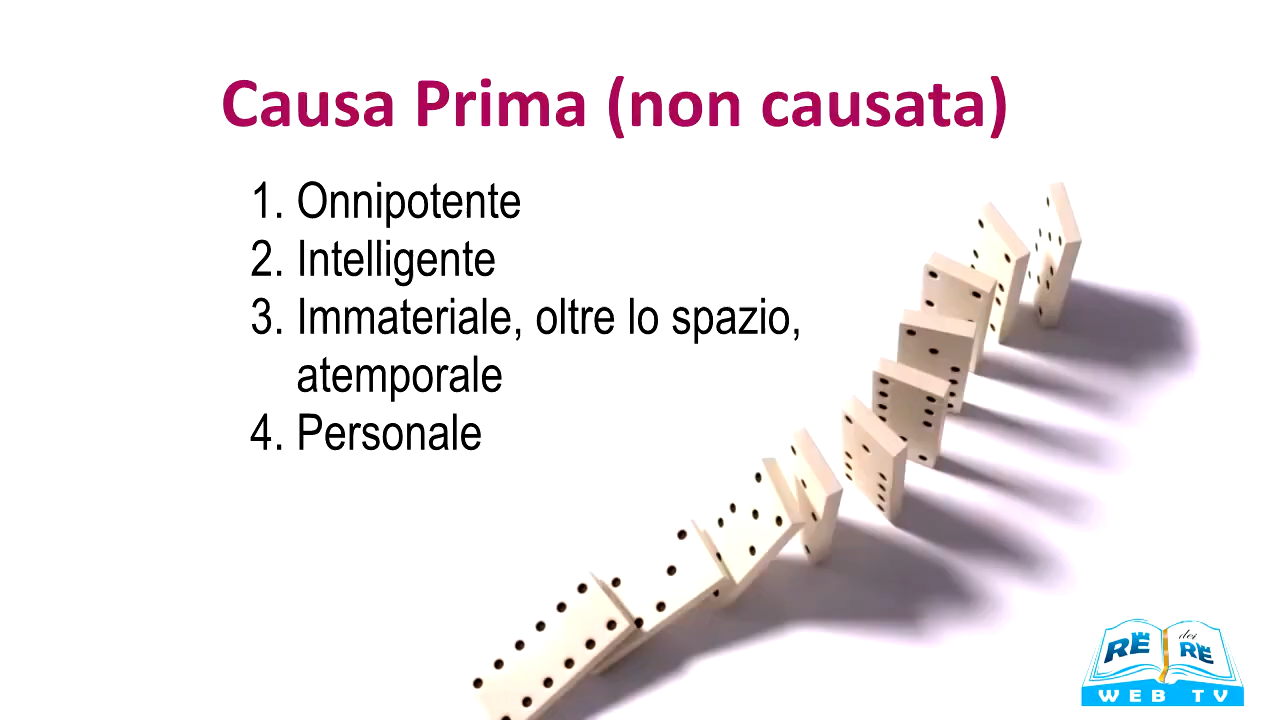 Causa Prima (non causata)
1. Onnipotente
2. Intelligente
3. Immateriale, oltre lo spazio,
atemporale
4. Personale
RE dei RE
WEB TV